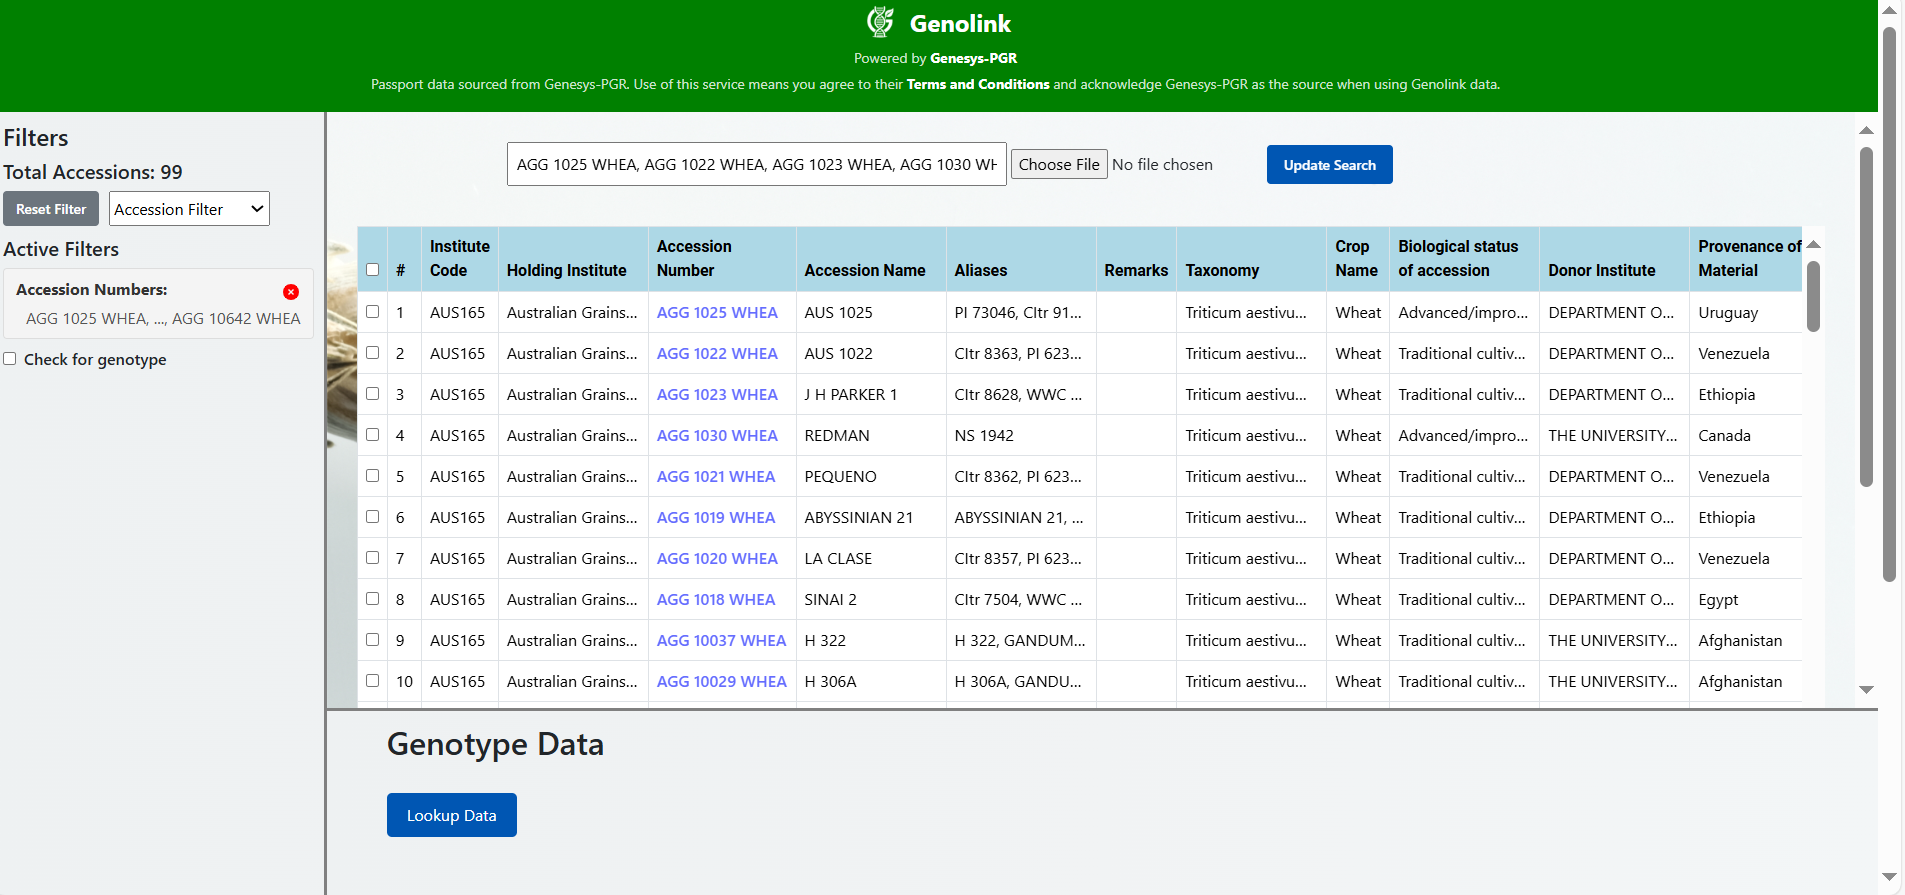 Genolink
Powered by Genesys-PGR
Passport data sourced from Genesys-PGR. Use of this service means you agree to their Terms and Conditions and acknowledge Genesys-PGR as the source when using Genolink data.
Filters
Total Accessions: 99
Reset Filter Accession Filter
Active Filters
Accession Numbers:
AGG 1025 WHEA, ..., AGG 10642 WHEA
Check for genotype
AGG 1025 WHEA, AGG 1022 WHEA, AGG 1023 WHEA, AGG 1030 WH Choose File No file chosen Update Search
# Institute Code Holding Institute Accession Number Accession Name Aliases Remarks Taxonomy Crop Name Biological status of accession Donor Institute Provenance of Material
1 AUS165 Australian Grains... AGG 1025 WHEA AUS 1025 PI 73046, CItr 91... Triticum aestivu... Wheat Advanced/impro... DEPARTMENT O... Uruguay
2 AUS165 Australian Grains... AGG 1022 WHEA AUS 1022 CItr 8363, PI 623... Triticum aestivu... Wheat Traditional cultiv... DEPARTMENT O... Venezuela
3 AUS165 Australian Grains... AGG 1023 WHEA J H PARKER 1 CItr 8628, WWC ... Triticum aestivu... Wheat Traditional cultiv... DEPARTMENT O... Ethiopia
4 AUS165 Australian Grains... AGG 1030 WHEA REDMAN NS 1942 Triticum aestivu... Wheat Advanced/impro... THE UNIVERSITY... Canada
5 AUS165 Australian Grains... AGG 1021 WHEA PEQUENO CItr 8362, PI 623... Triticum aestivu... Wheat Traditional cultiv... DEPARTMENT O... Venezuela
6 AUS165 Australian Grains... AGG 1019 WHEA ABYSSINIAN 21 ABYSSINIAN 21, ... Triticum aestivu... Wheat Traditional cultiv... DEPARTMENT O... Ethiopia
7 AUS165 Australian Grains... AGG 1020 WHEA LA CLASE CItr 8357, PI 623... Triticum aestivu... Wheat Traditional cultiv... DEPARTMENT O... Venezuela
8 AUS165 Australian Grains... AGG 1018 WHEA SINAI 2 CItr 7504, WWC ... Triticum aestivu... Wheat Traditional cultiv... DEPARTMENT O... Egypt
9 AUS165 Australian Grains... AGG 10037 WHEA H 322 H 322, GANDUM... Triticum aestivu... Wheat Traditional cultiv... THE UNIVERSITY... Afghanistan
10 AUS165 Australian Grains... AGG 10029 WHEA H 306A H 306A, GANDU... Triticum aestivu... Wheat Traditional cultiv... THE UNIVERSITY... Afghanistan
Genotype Data
Lookup Data